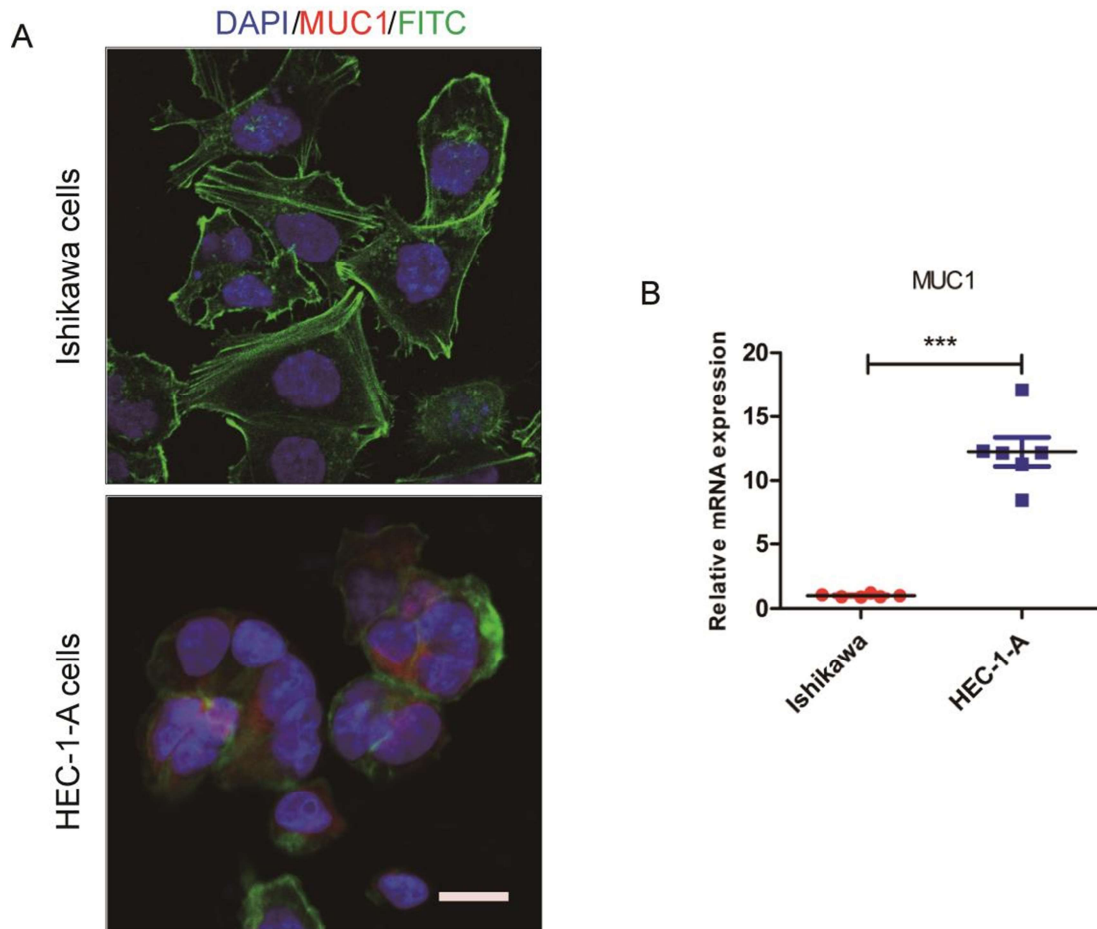 A
DAPI/MUC1/FITC
Ishikawa cells
HEC-1-A cells
B
MUC1
***
Relative mRNA expression
20
15
10
5
0
Ishikawa
HEC-1-A